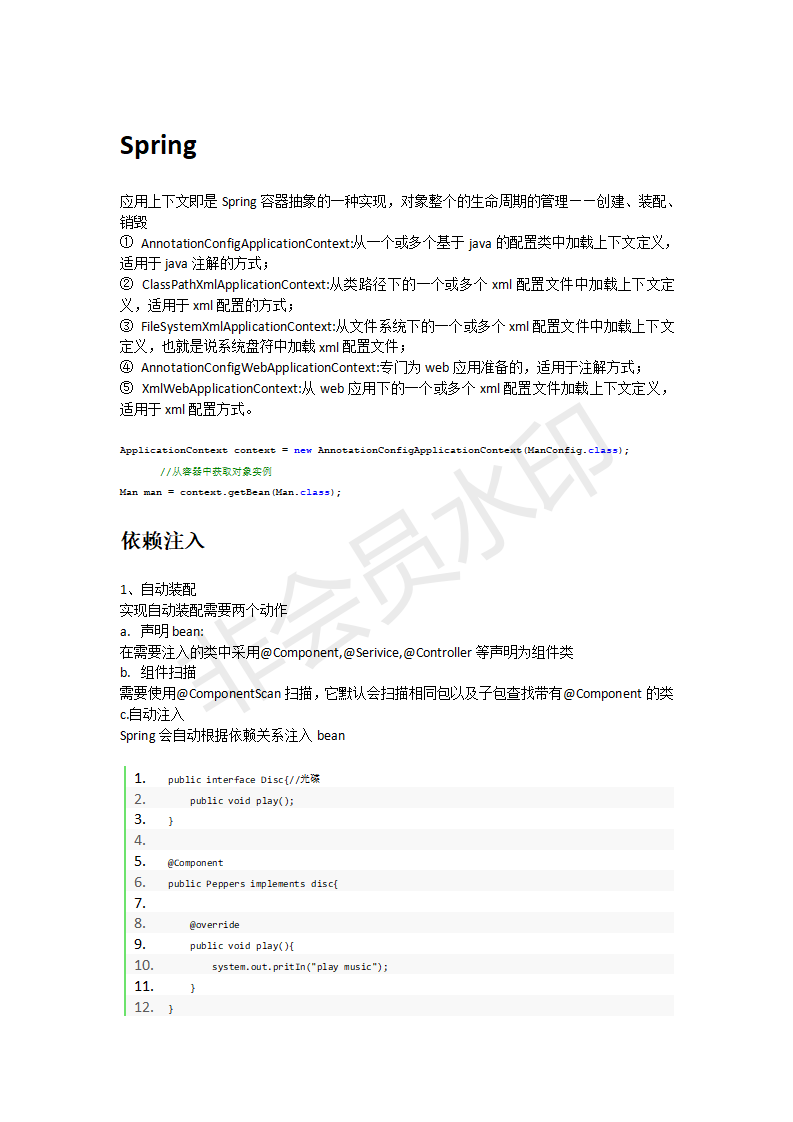 Spring
应用上下文即是 Spring 容器抽象的一种实现，对象整个的生命周期的管理——创建、装配、
销毁
① AnnotationConfigApplicationContext:从一个或多个基于 java 的配置类中加载上下文定义，
适用于 java 注解的方式；
② ClassPathXmlApplicationContext:从类路径下的一个或多个 xml 配置文件中加载上下文定
义，适用于 xml 配置的方式；
③ FileSystemXmlApplicationContext:从文件系统下的一个或多个 xml 配置文件中加载上下文
定义，也就是说系统盘符中加载 xml 配置文件；
④ AnnotationConfigWebApplicationContext:专门为 web 应用准备的，适用于注解方式；
⑤ XmlWebApplicationContext:从 web 应用下的一个或多个 xml 配置文件加载上下文定义，
适用于 xml 配置方式。
ApplicationContext context = new AnnotationConfigApplicationContext(ManConfig.class);
//从容器中获取对象实例
Man man = context.getBean(Man.class);
依赖注入
1、自动装配
实现自动装配需要两个动作
a. 声明 bean:
在需要注入的类中采用@Component,@Serivice,@Controller 等声明为组件类
b. 组件扫描
需要使用@ComponentScan 扫描，它默认会扫描相同包以及子包查找带有@Component 的类
c.自动注入
Spring 会自动根据依赖关系注入 bean
1. public interface Disc{//光碟
2. public void play();
3. }
4.
5. @Component
6. public Peppers implements disc{
7.
8. @override
9. public void play(){
10. system.out.pritIn("play music");
11. }
12. }
非会员水印